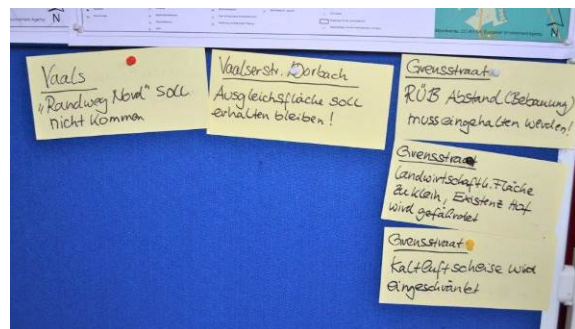 Vaals
"Randweg Nord" soll
nicht kommen
Vaalserstr. Dorbach
Ausgleichsfläche soll
erhalten bleiben!
Grensstraat
RÜB Abstand (Bebauung)
muss eingehalten werden!
Grensstraat
Landwirtschaftl. Fläche
zu klein, Existenz Hof
wird gefährdet
Grensstraat
Kaltluftschneise wird
eingeschränkt
N
N